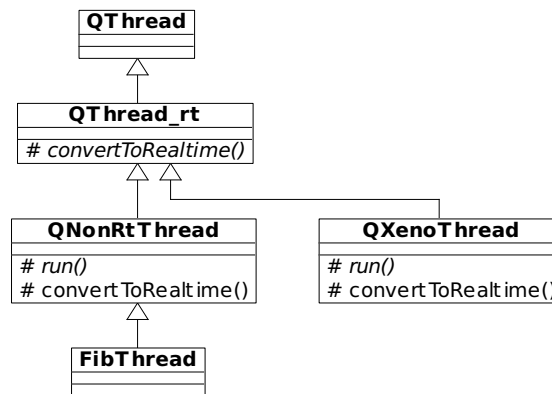 QThread
QThread_rt
# convertToRealtime()
QNonRtThread
# run()
# convertToRealtime()
QXenoThread
# run()
# convertToRealtime()
FibThread